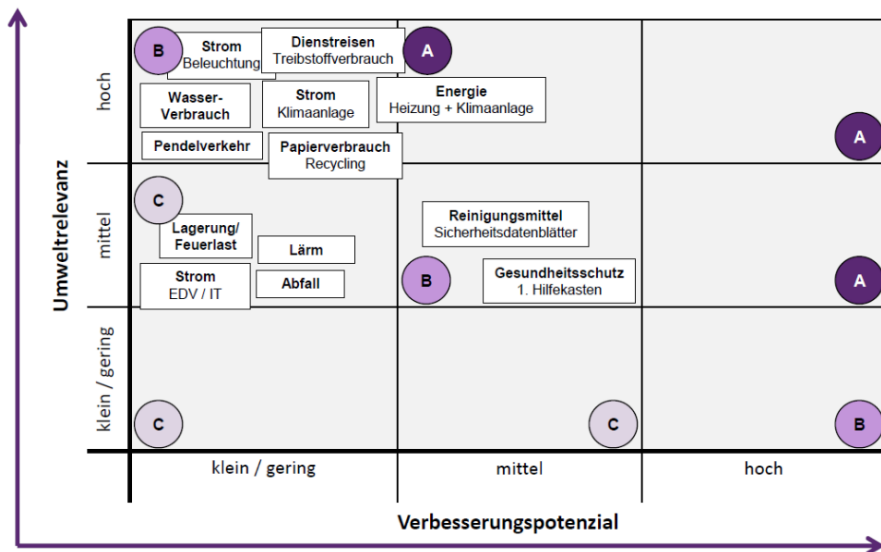 Umweltrelevanz
hoch
B
Strom
Beleuchtung
Dienstreisen
Treibstoffverbrauch
A
Wasser-
Verbrauch
Strom
Klimaanlage
Energie
Heizung + Klimaanlage
Pendelverkehr
Papierverbrauch
Recycling
A
mittel
C
Lagerung/
Feuerlast
Lärm
Reinigungsmittel
Sicherheitsdatenblätter
Strom
EDV / IT
Abfall
B
Gesundheitsschutz
1. Hilfekasten
A
klein / gering
C
C
B
klein / gering
mittel
hoch
Verbesserungspotenzial